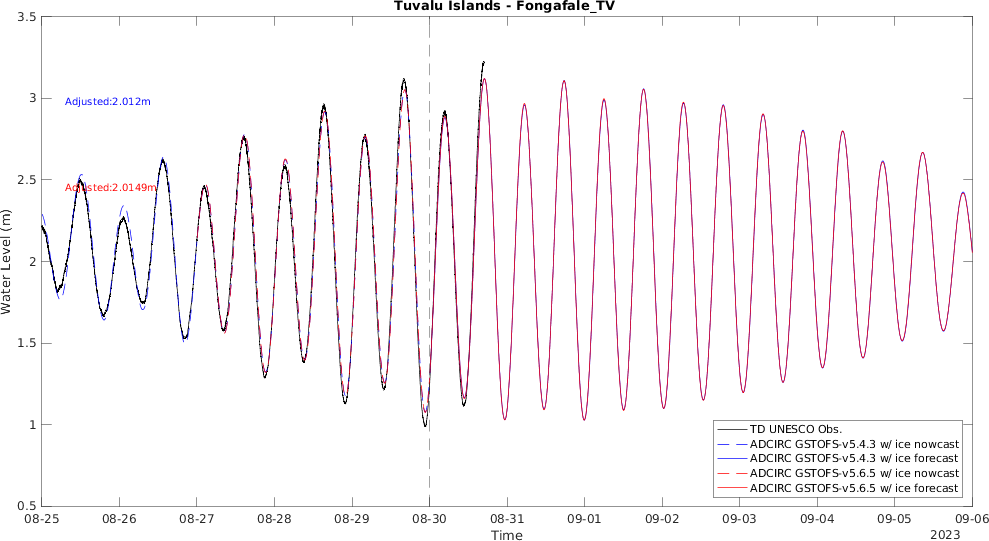 Tuvalu Islands - Fongafale_TV
3.5
3
2.5
2
1.5
1
0.5
Water Level (m)
Adjusted:2.012m
Adjusted:2.0149m
TD UNESCO Obs.
ADCIRC GSTOFS-v5.4.3 w/ ice nowcast
ADCIRC GSTOFS-v5.4.3 w/ ice forecast
ADCIRC GSTOFS-v5.6.5 w/ ice nowcast
ADCIRC GSTOFS-v5.6.5 w/ ice forecast
08-25 08-26 08-27 08-28 08-29 08-30 08-31 09-01 09-02 09-03 09-04 09-05 09-06
Time
2023